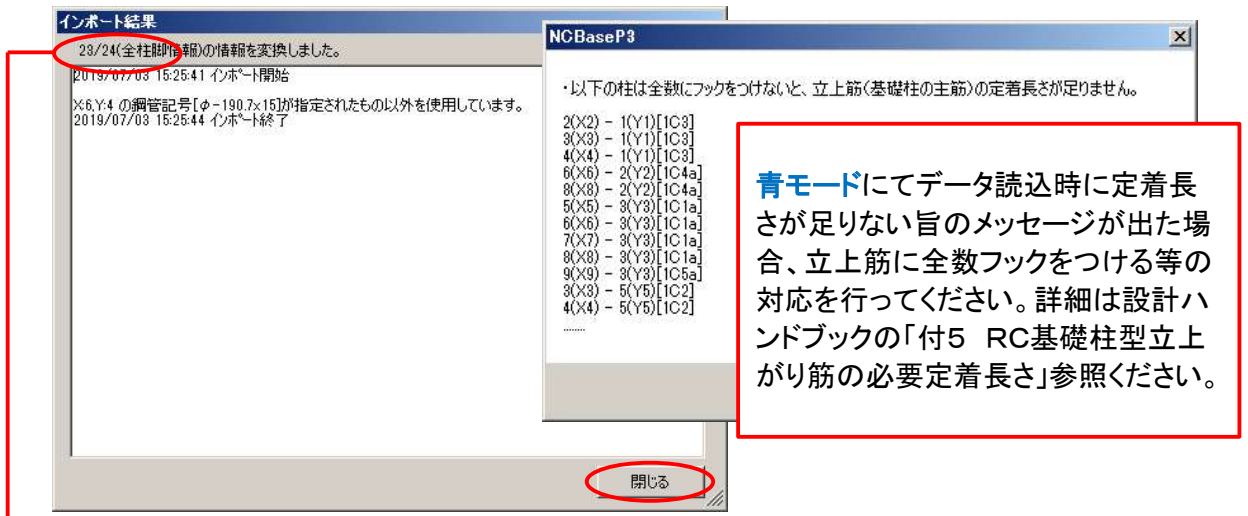 インポート結果
23/24(全柱脚情報)の情報を変換しました。
2019/07/03 15:25:41 インポート開始
X:6,Y:4 の鋼管記号[φ-190.7x15]が指定されたもの以外を使用しています。
2019/07/03 15:25:44 インポート終了
閉じる
NCBaseP3
・以下の柱は全数にフックをつけないと、立上筋(基礎柱の主筋)の定着長さが足りません。
2(X2) - 1(Y1)[1C3]
3(X3) - 1(Y1)[1C3]
4(X4) - 1(Y1)[1C3]
6(X6) - 2(Y2)[1C4a]
8(X8) - 2(Y2)[1C4a]
5(X5) - 3(Y3)[1C1a]
6(X6) - 3(Y3)[1C1a]
7(X7) - 3(Y3)[1C1a]
8(X8) - 3(Y3)[1C1a]
9(X9) - 3(Y3)[1C5a]
3(X3) - 5(Y5)[1C2]
4(X4) - 5(Y5)[1C2]
........
青モードにてデータ読込時に定着長
さが足りない旨のメッセージが出た場
合、立上筋に全数フックをつける等の
対応を行ってください。詳細は設計ハ
ンドブックの「付5　RC基礎柱型立上
がり筋の必要定着長さ」参照ください。